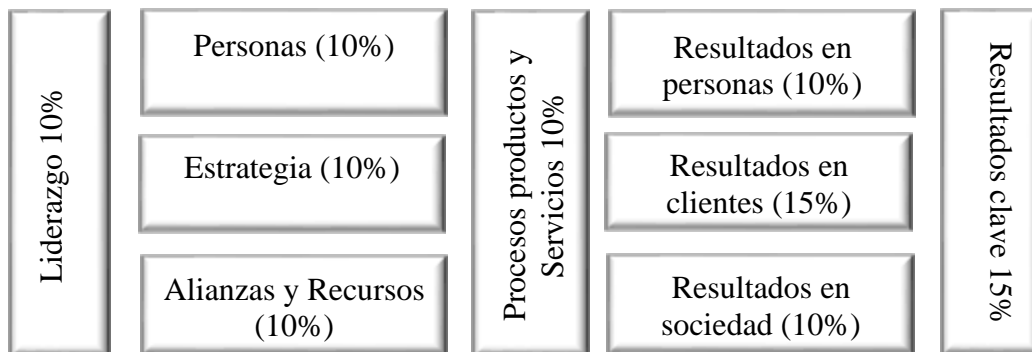 Liderazgo 10%
Personas (10%)
Estrategia (10%)
Alianzas y Recursos
(10%)
Procesos productos y
Servicios 10%
Resultados en
personas (10%)
Resultados en
clientes (15%)
Resultados en
sociedad (10%)
Resultados clave 15%